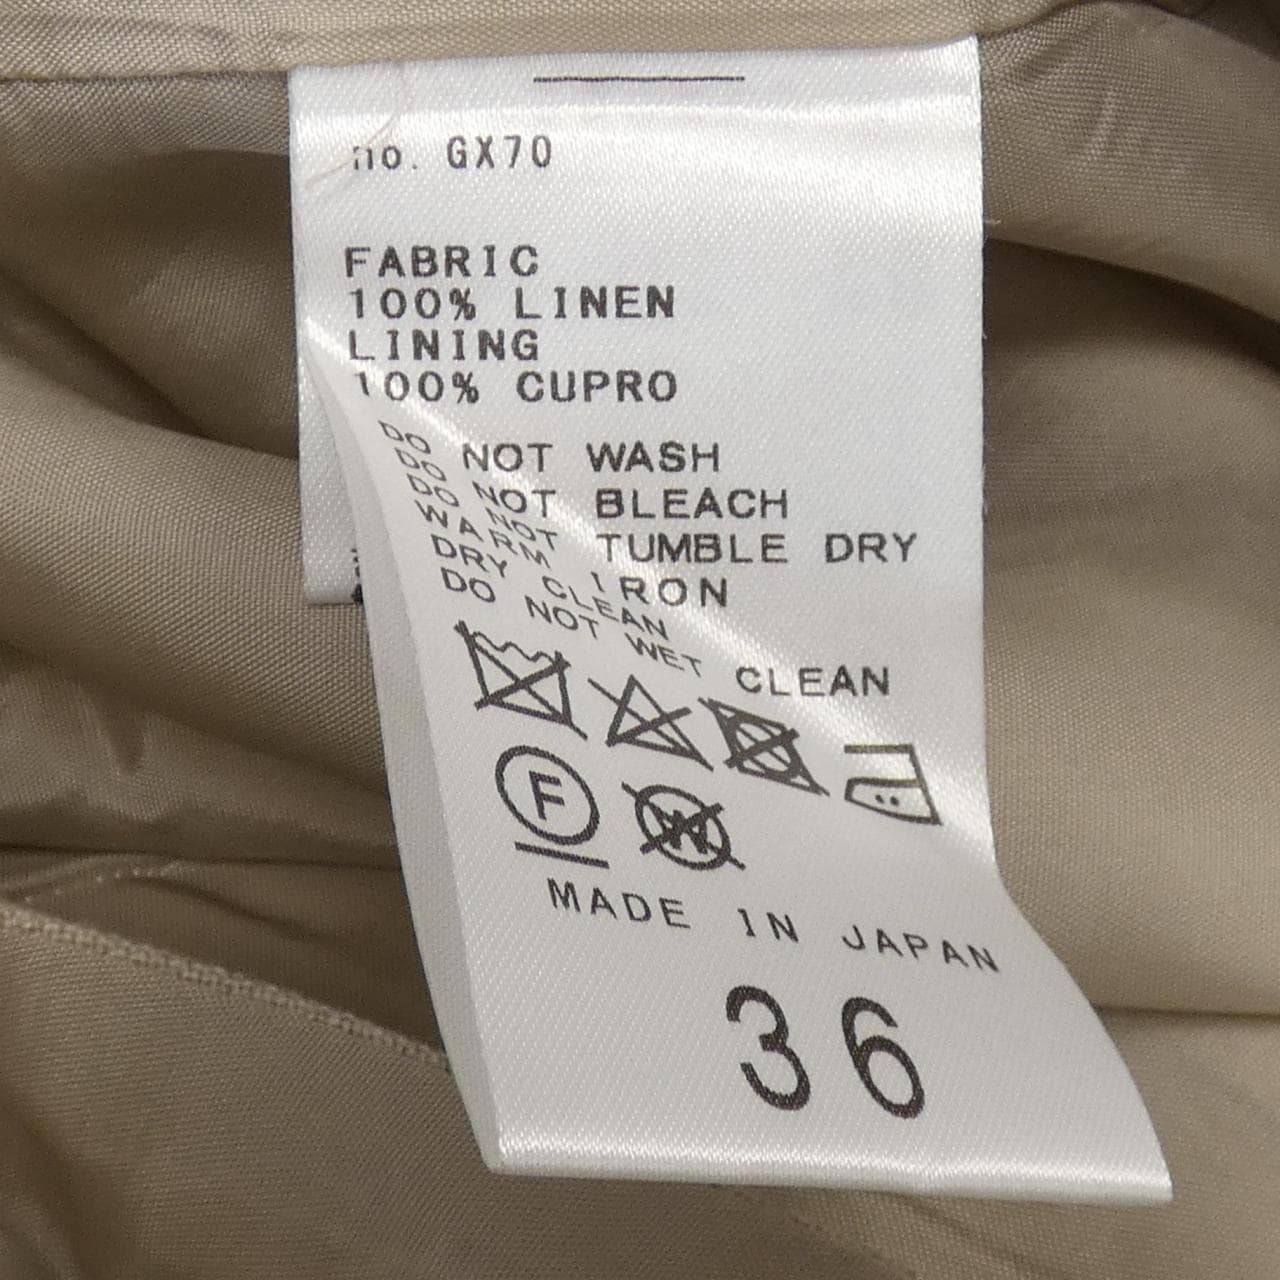 no. GX70
FABRIC
100% LINEN
LINING
100% CUPRO
DO NOT WASH
DO NOT BLEACH
DO NOT TUMBLE DRY
WARM IRON
DRY CLEAN
DO NOT WET CLEAN
F
W
MADE IN JAPAN
36